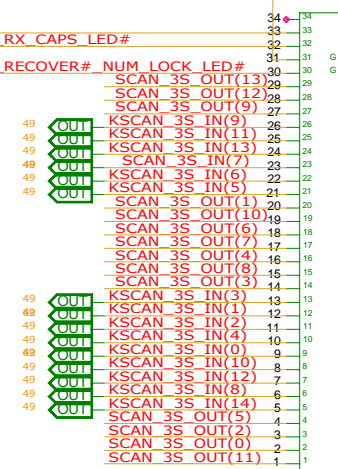 34 34
33 33
RX_CAPS_LED# 32 32
31 31 G
RECOVER#_NUM_LOCK_LED# 30 30 G
SCAN_3S_OUT(13) 29 29
SCAN_3S_OUT(12) 28 28
SCAN_3S_OUT(9) 27 27
49 OUT KSCAN_3S_IN(9) 26 26
49 OUT KSCAN_3S_IN(11) 25 25
49 OUT KSCAN_3S_IN(13) 24 24
OUT SCAN_3S_IN(7) 23 23
49 OUT KSCAN_3S_IN(6) 22 22
49 OUT KSCAN_3S_IN(5) 21 21
SCAN_3S_OUT(1) 20 20
SCAN_3S_OUT(10) 19 19
SCAN_3S_OUT(6) 18 18
SCAN_3S_OUT(7) 17 17
SCAN_3S_OUT(4) 16 16
SCAN_3S_OUT(8) 15 15
SCAN_3S_OUT(3) 14 14
49 OUT KSCAN_3S_IN(3) 13 13
OUT KSCAN_3S_IN(1) 12 12
49 OUT KSCAN_3S_IN(2) 11 11
49 OUT KSCAN_3S_IN(4) 10 10
OUT KSCAN_3S_IN(0) 9 9
49 OUT KSCAN_3S_IN(10) 8 8
49 OUT KSCAN_3S_IN(12) 7 7
49 OUT KSCAN_3S_IN(8) 6 6
49 OUT KSCAN_3S_IN(14) 5 5
SCAN_3S_OUT(5) 4 4
SCAN_3S_OUT(2) 3 3
SCAN_3S_OUT(0) 2 2
SCAN_3S_OUT(11) 1 1